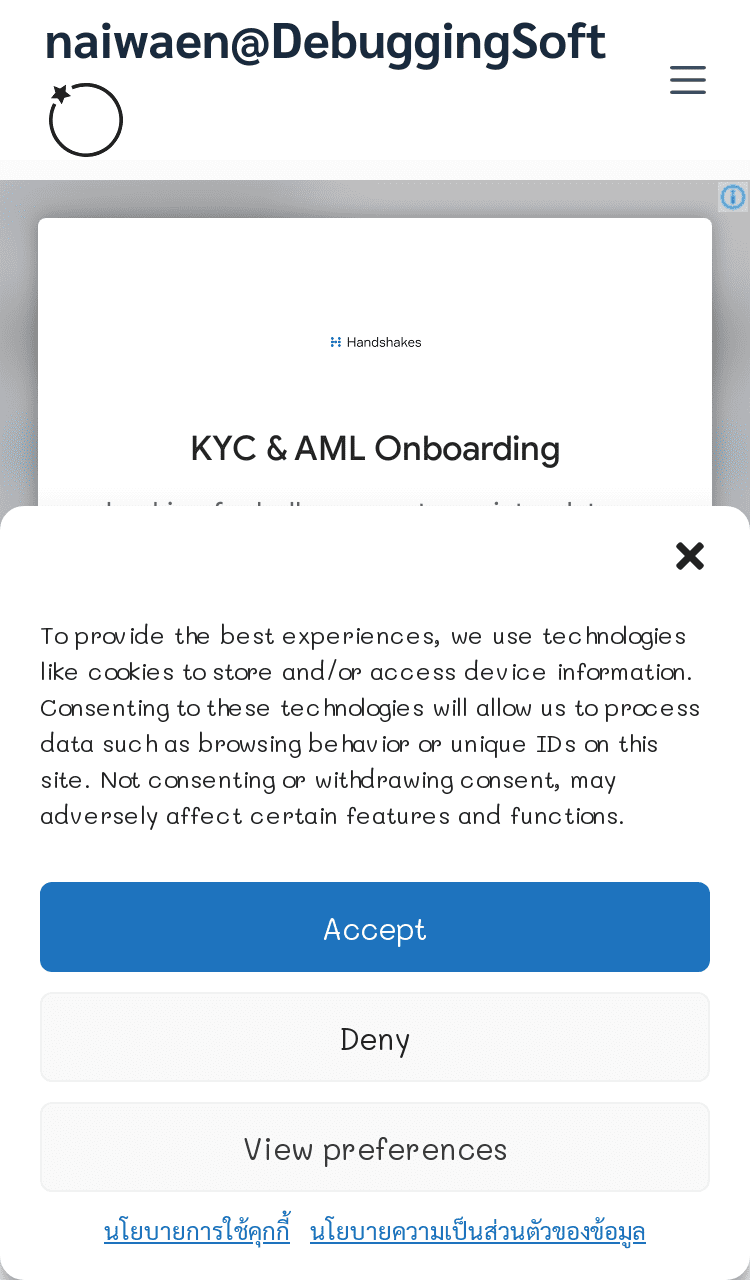 naiwaen@DebuggingSoft
Handshakes
KYC & AML Onboarding
To provide the best experiences, we use technologies
like cookies to store and/or access device information.
Consenting to these technologies will allow us to process
data such as browsing behavior or unique IDs on this
site. Not consenting or withdrawing consent, may
adversely affect certain features and functions.
Accept
Deny
View preferences
นโยบายการใช้คุกกี้ นโยบายความเป็นส่วนตัวของข้อมูล